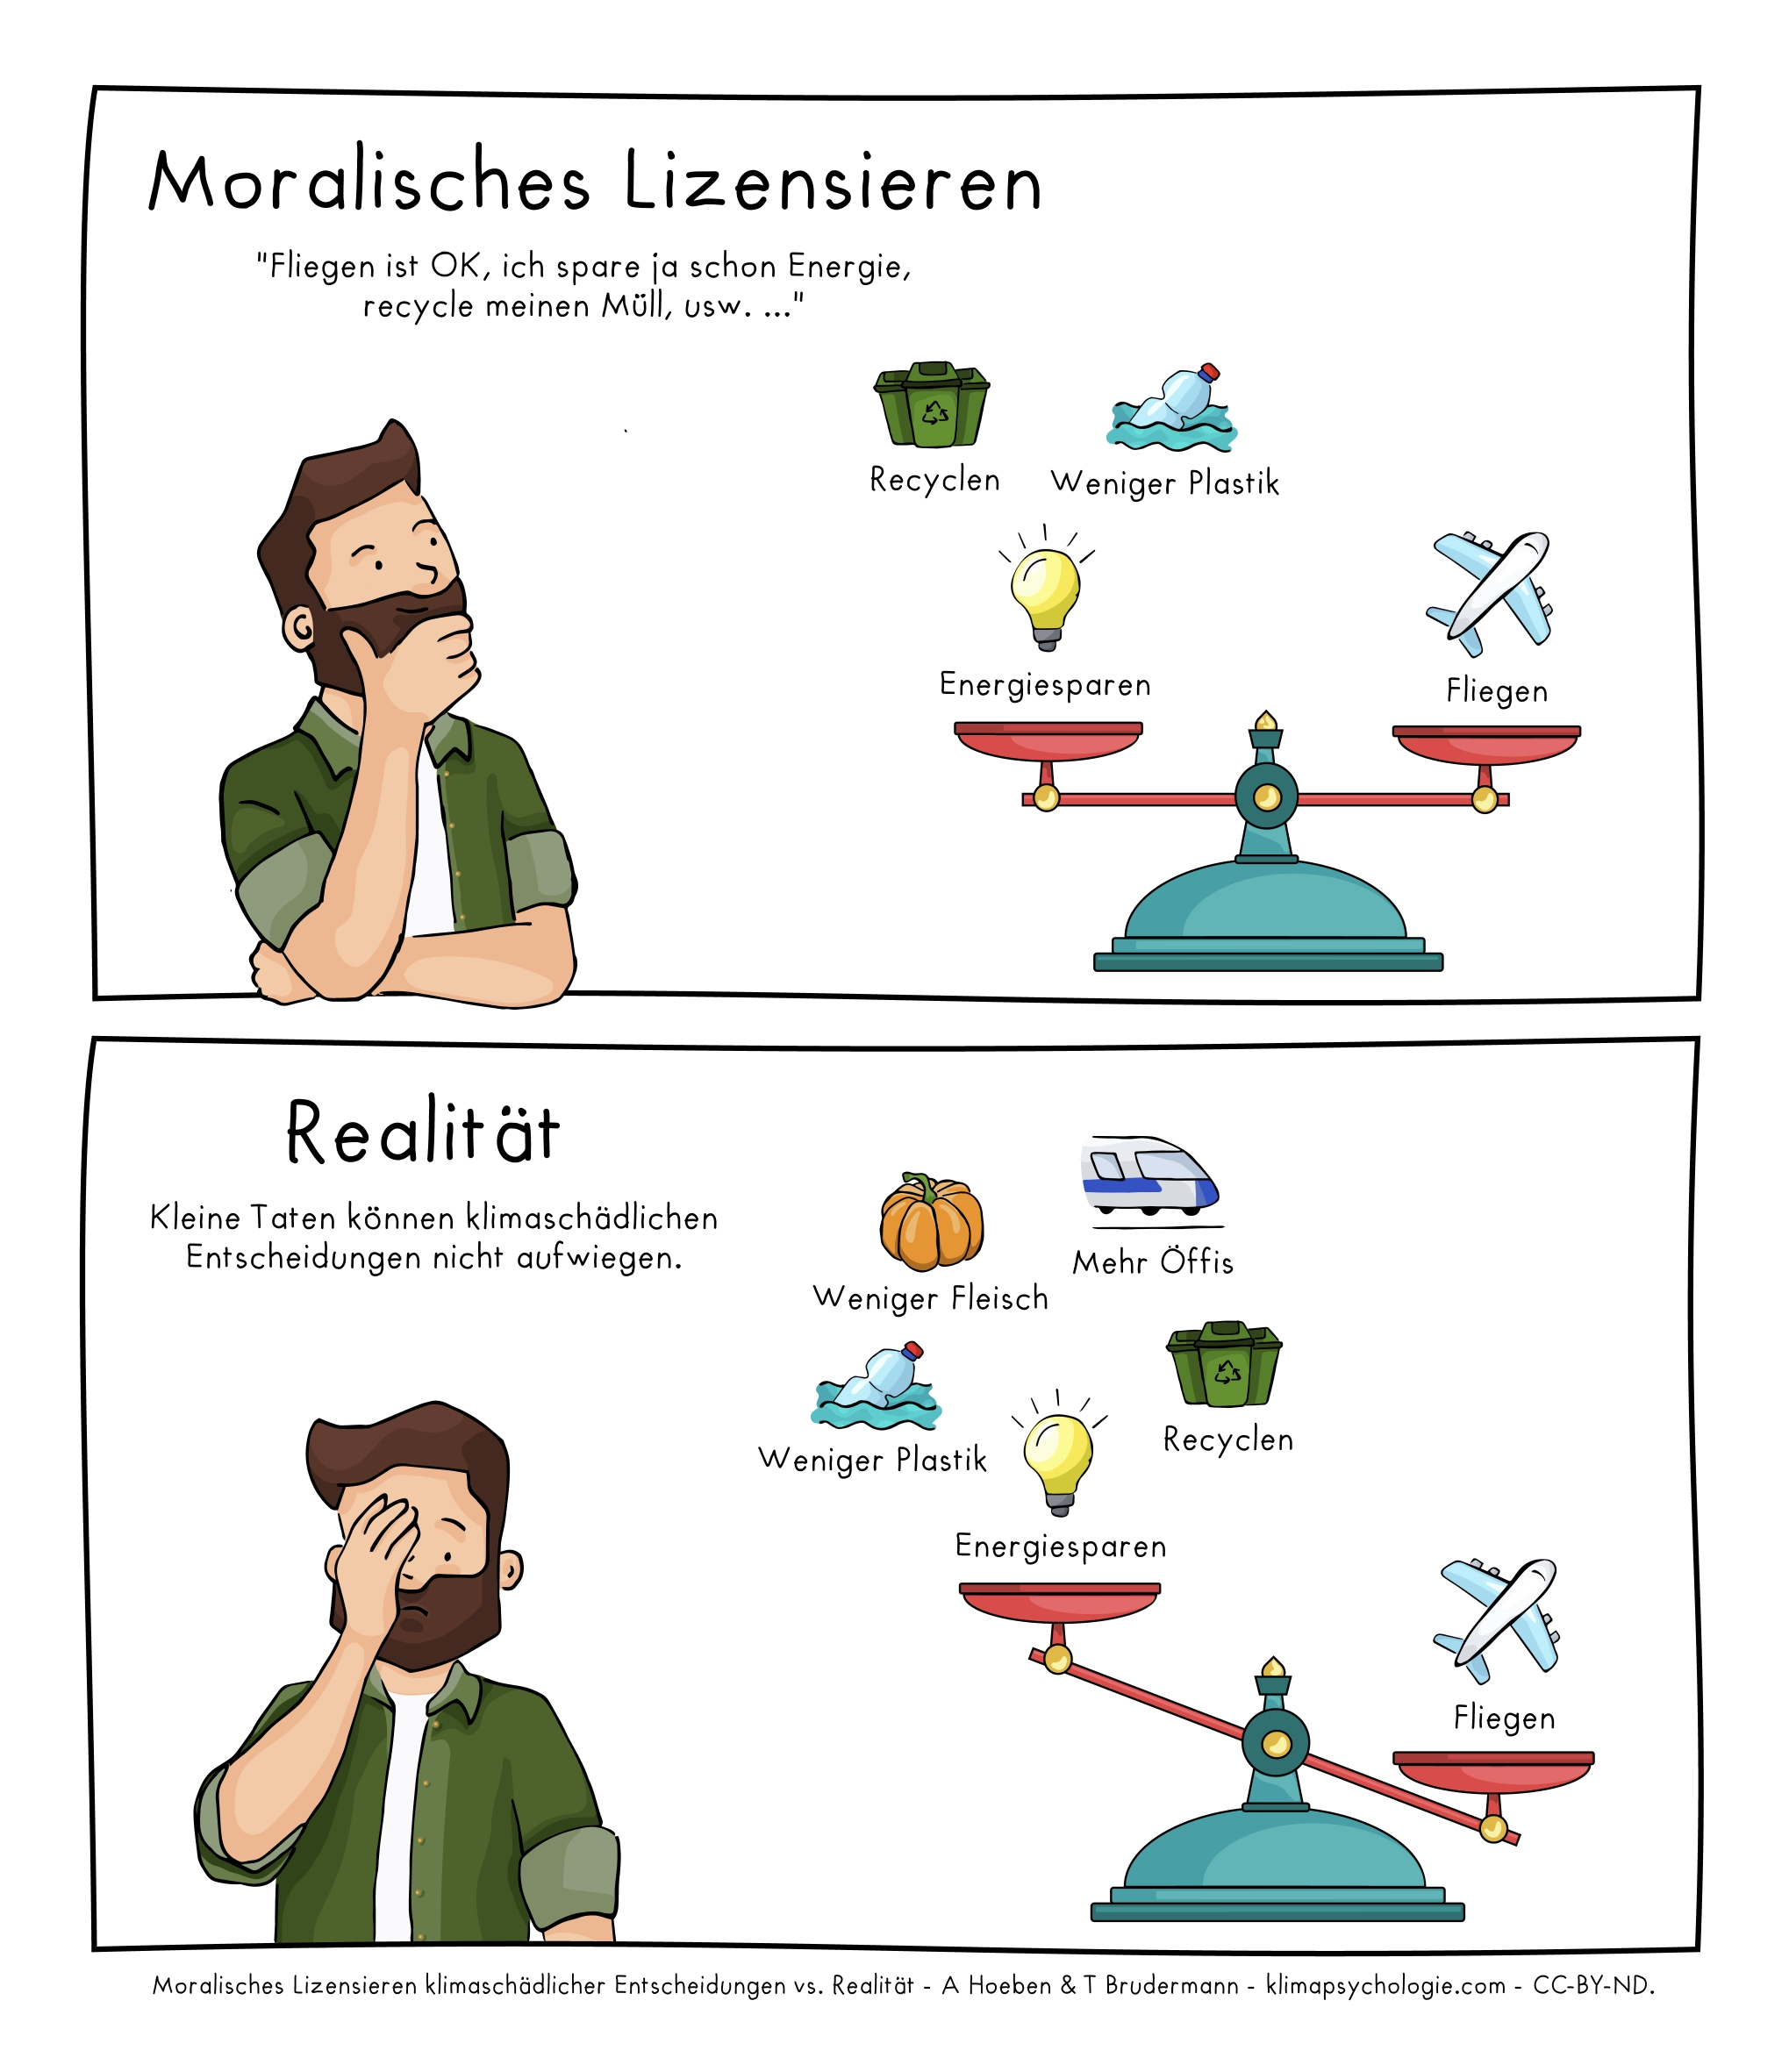 Moralisches Lizensieren
"Fliegen ist OK, ich spare ja schon Energie,
recycle meinen Müll, usw. ..."
Recyclen
Weniger Plastik
Energiesparen
Fliegen
Realität
Kleine Taten können klimaschädlichen
Entscheidungen nicht aufwiegen.
Mehr Öffis
Weniger Fleisch
Recyclen
Weniger Plastik
Energiesparen
Fliegen
Moralisches Lizensieren klimaschädlicher Entscheidungen vs. Realität - A Hoeben & T Brudermann - klimapsychologie.com - CC-BY-ND.